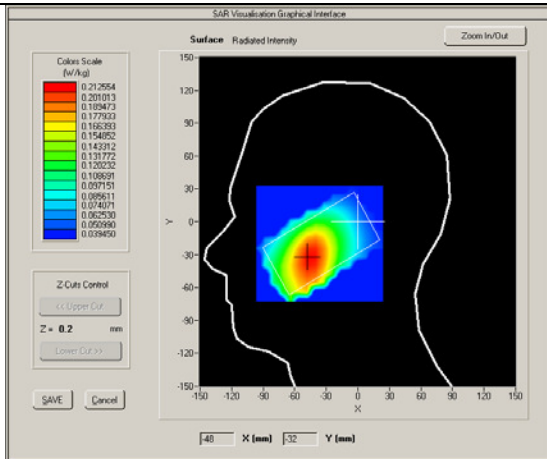 SAR Visualisation Graphical Interface
Surface Radiated Intensity
Zoom In/Out
Colors Scale
(W/kg)
0.212554
0.201013
0.189473
0.177933
0.166393
0.154852
0.143312
0.131772
0.120232
0.108691
0.097151
0.085611
0.074071
0.062530
0.050990
0.039450
Z-Cuts Control
<< Upper Cut
Z = 0.2 mm
Lower Cut >>
SAVE Cancel
150-
120-
90-
60-
30-
Y 0-
-30-
-60-
-90-
-120-
-150-
-150 -120 -90 -60 -30 0 30 60 90 120 150
X
-48 X (mm) -32 Y (mm)